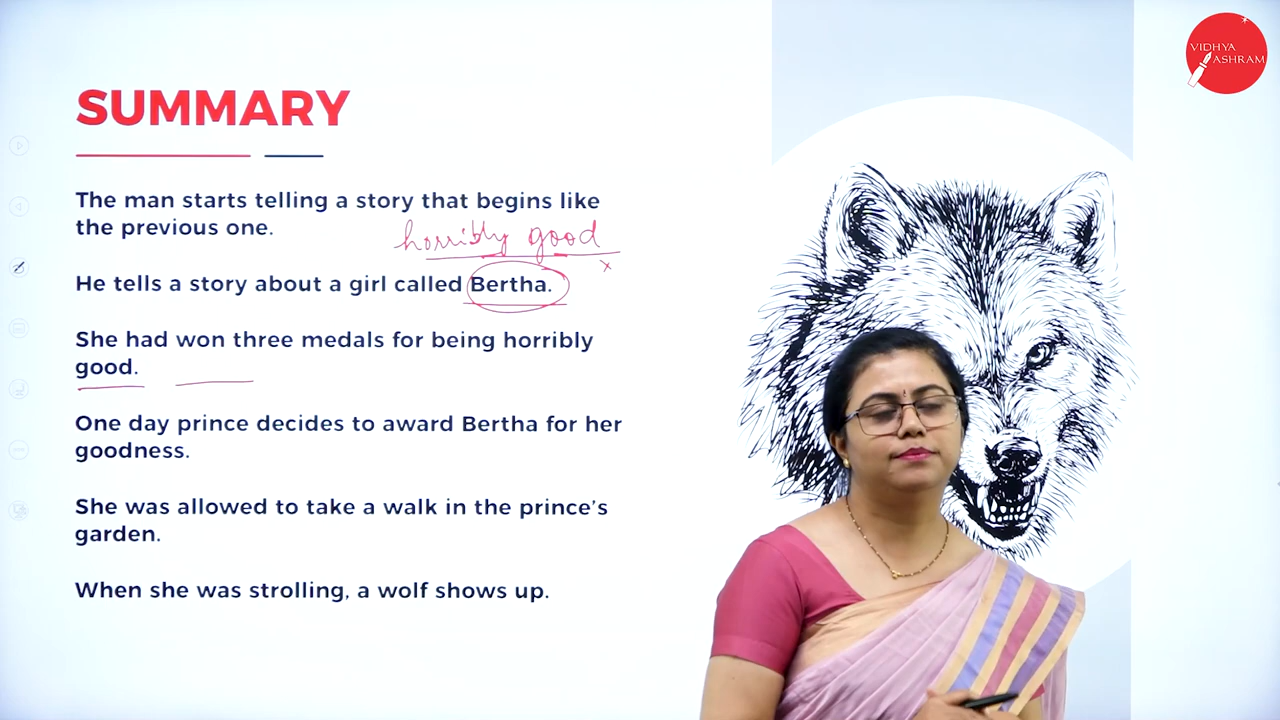 VIDHYA
ASHRAM
SUMMARY
The man starts telling a story that begins like
the previous one.
horribly good
x
He tells a story about a girl called Bertha.
She had won three medals for being horribly
good.
One day prince decides to award Bertha for her
goodness.
She was allowed to take a walk in the prince's
garden.
When she was strolling, a wolf shows up.